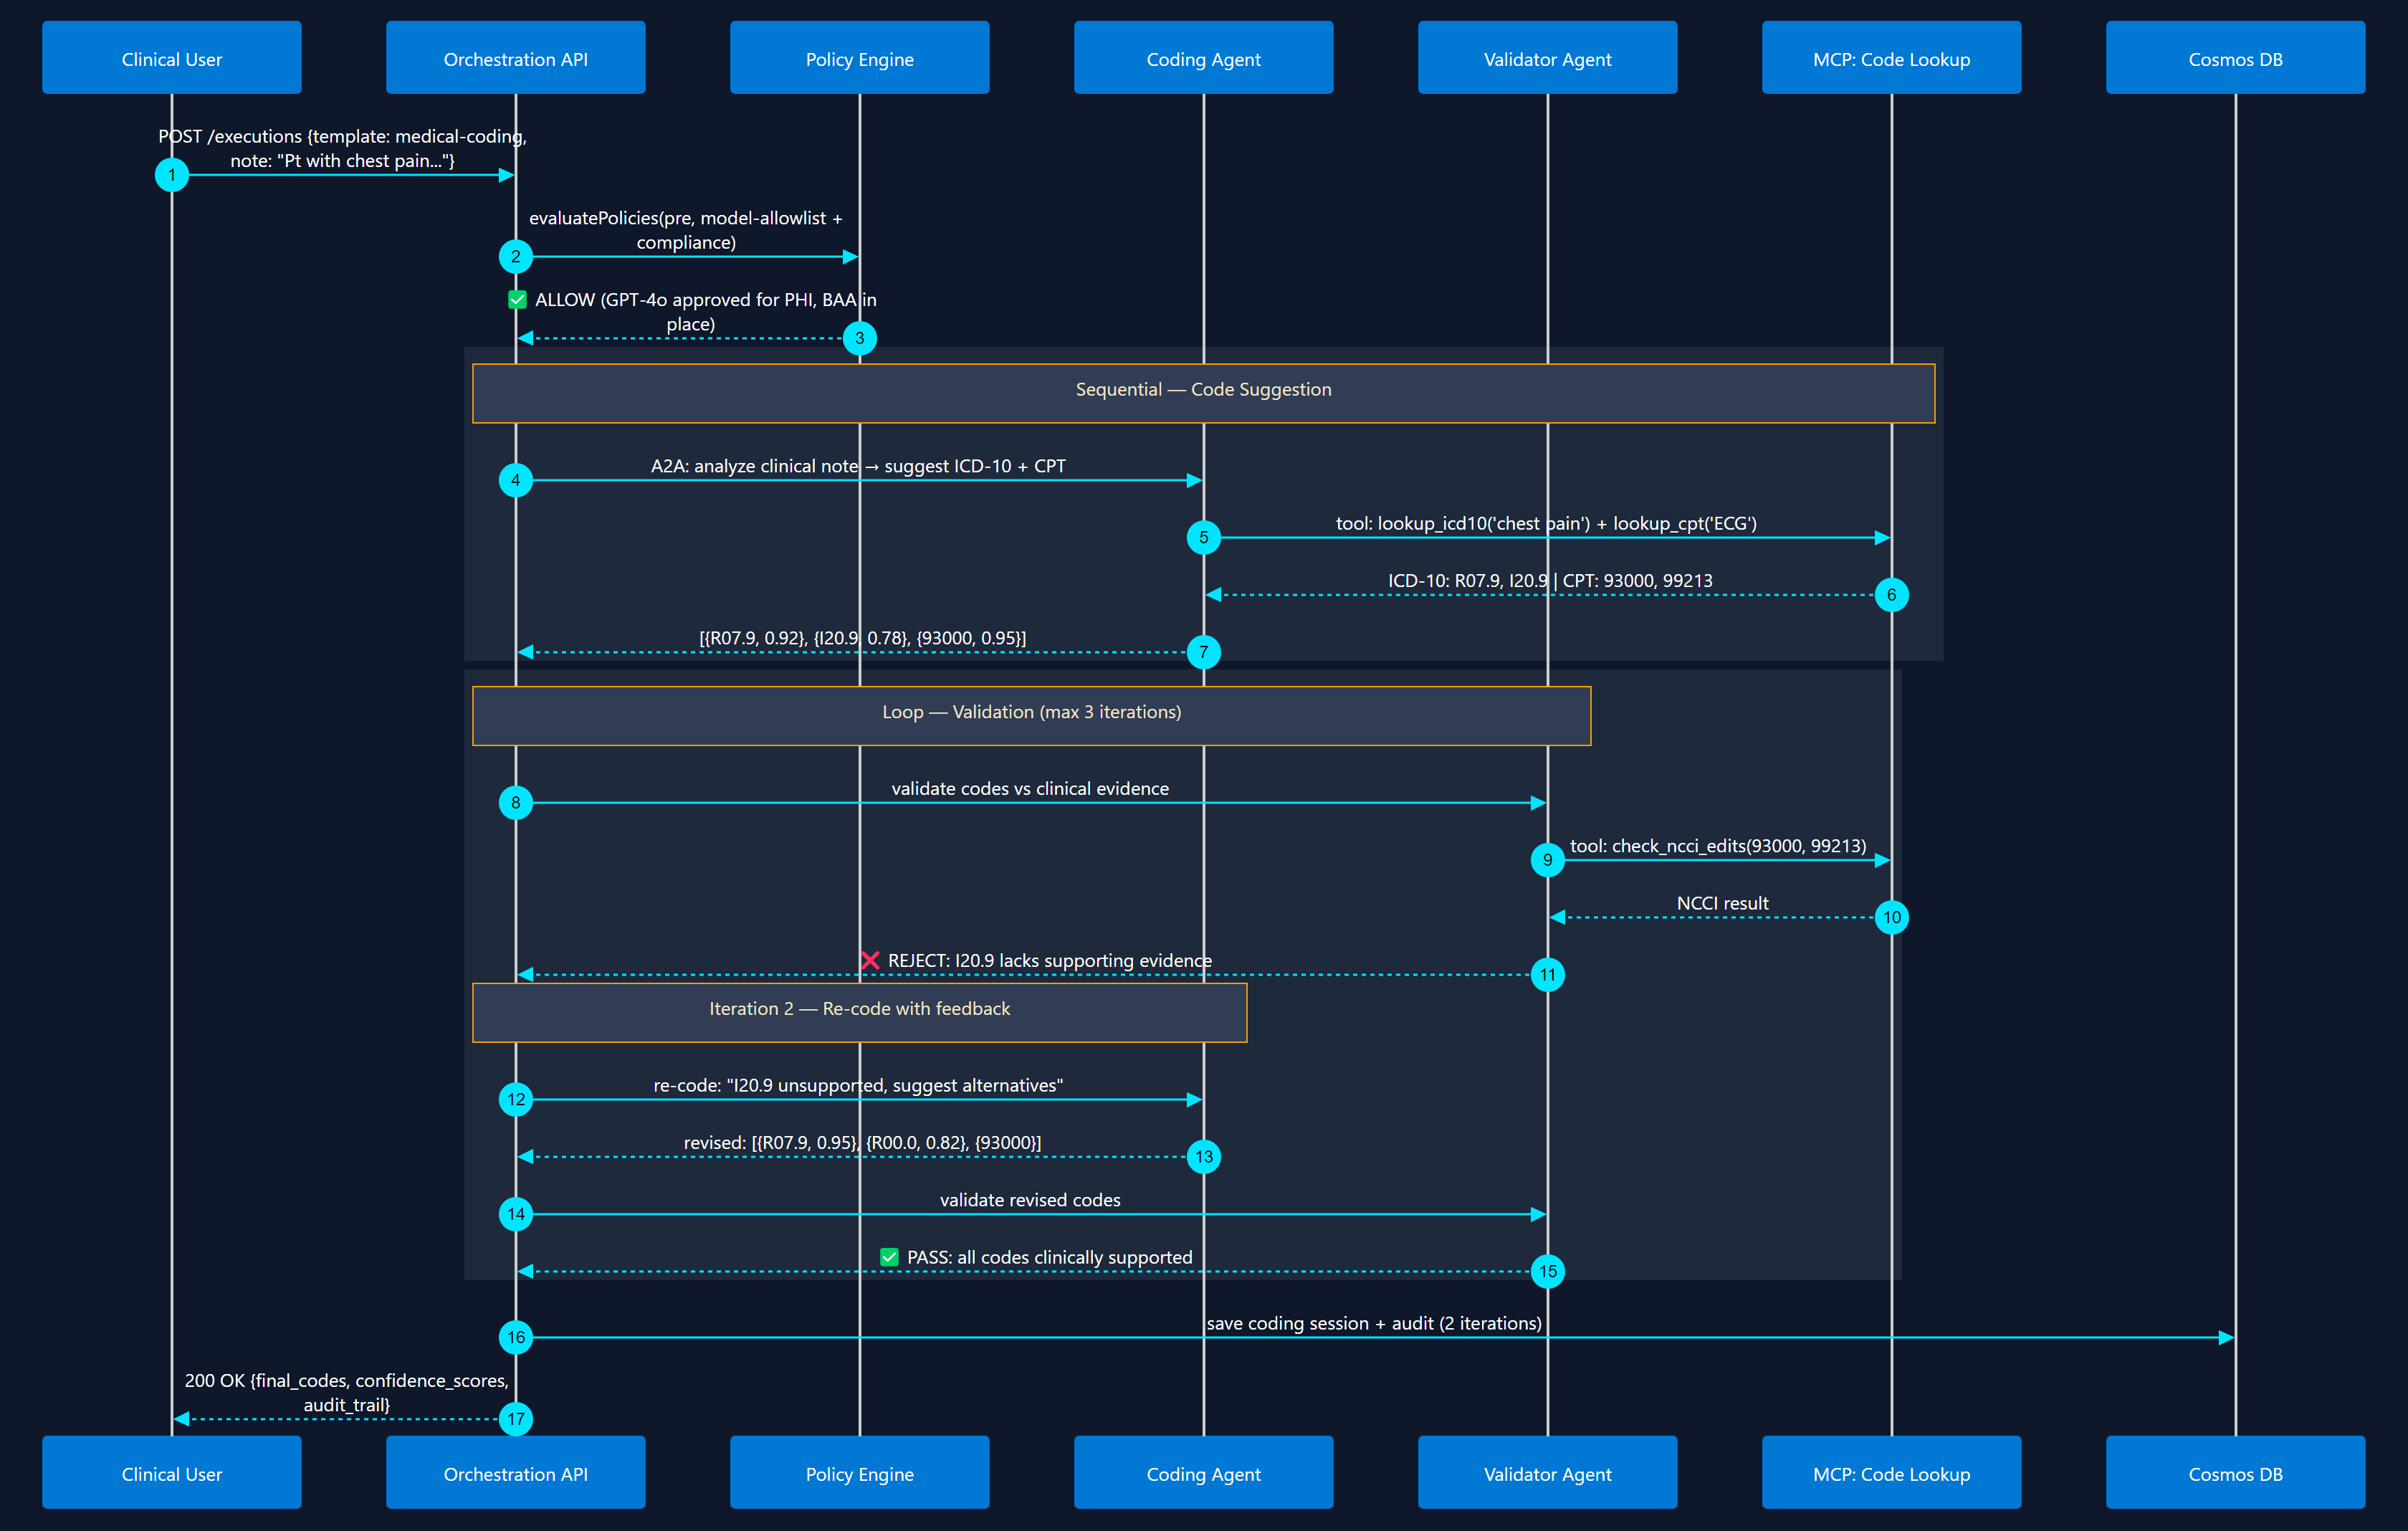 Clinical User
Orchestration API
Policy Engine
Coding Agent
Validator Agent
MCP: Code Lookup
Cosmos DB
POST /executions {template: medical-coding,
note: "Pt with chest pain..."}
1
evaluatePolicies(pre, model-allowlist +
compliance)
2
✅ ALLOW (GPT-4o approved for PHI, BAA in
place)
3
Sequential — Code Suggestion
A2A: analyze clinical note → suggest ICD-10 + CPT
4
tool: lookup_icd10('chest pain') + lookup_cpt('ECG')
5
ICD-10: R07.9, I20.9 | CPT: 93000, 99213
6
[{R07.9, 0.92}, {I20.9, 0.78}, {93000, 0.95}]
7
Loop — Validation (max 3 iterations)
validate codes vs clinical evidence
8
tool: check_ncci_edits(93000, 99213)
9
NCCI result
10
❌ REJECT: I20.9 lacks supporting evidence
11
Iteration 2 — Re-code with feedback
re-code: "I20.9 unsupported, suggest alternatives"
12
revised: [{R07.9, 0.95}, {R00.0, 0.82}, {93000}]
13
validate revised codes
14
✅ PASS: all codes clinically supported
15
save coding session + audit (2 iterations)
16
200 OK {final_codes, confidence_scores,
audit_trail}
17
Clinical User
Orchestration API
Policy Engine
Coding Agent
Validator Agent
MCP: Code Lookup
Cosmos DB